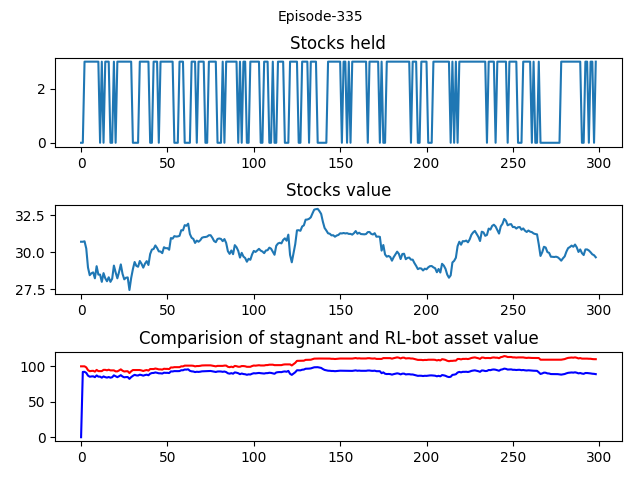 Episode-335
Stocks held
2
0
0 50 100 150 200 250 300
Stocks value
32.5
30.0
27.5
0 50 100 150 200 250 300
Comparision of stagnant and RL-bot asset value
100
50
0
0 50 100 150 200 250 300